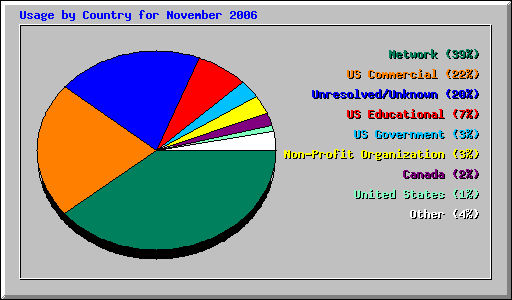 Usage by Country for November 2006
Network (39%)
US Commercial (22%)
Unresolved/Unknown (20%)
US Educational (7%)
US Government (3%)
Non-Profit Organization (3%)
Canada (2%)
United States (1%)
Other (4%)